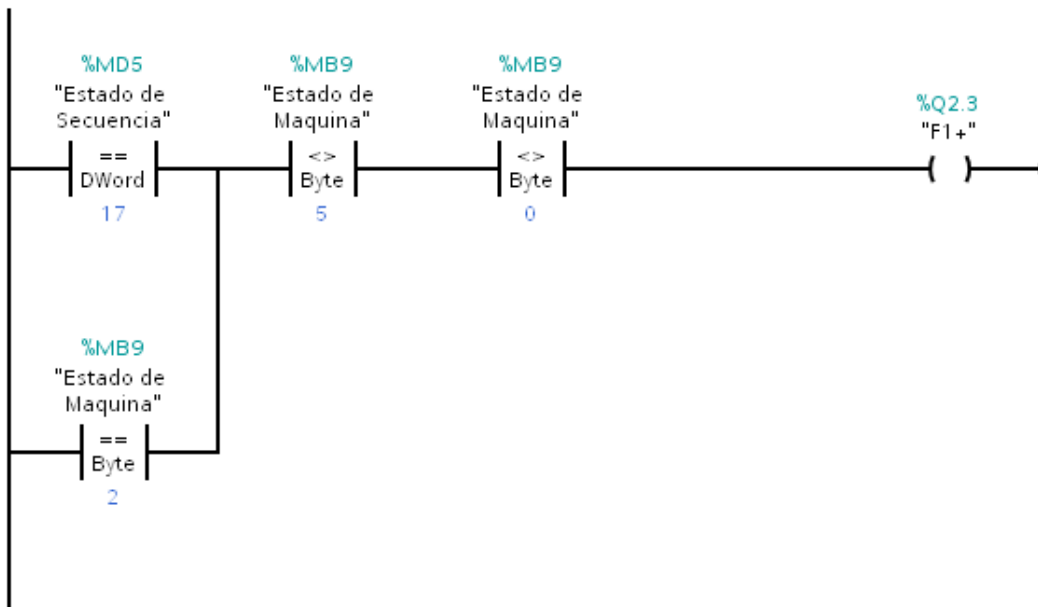 %MD5
"Estado de
Secuencia"
==
DWord
17
%MB9
"Estado de
Maquina"
<>
Byte
5
%MB9
"Estado de
Maquina"
<>
Byte
0
%Q2.3
"F1+"
( )
%MB9
"Estado de
Maquina"
==
Byte
2